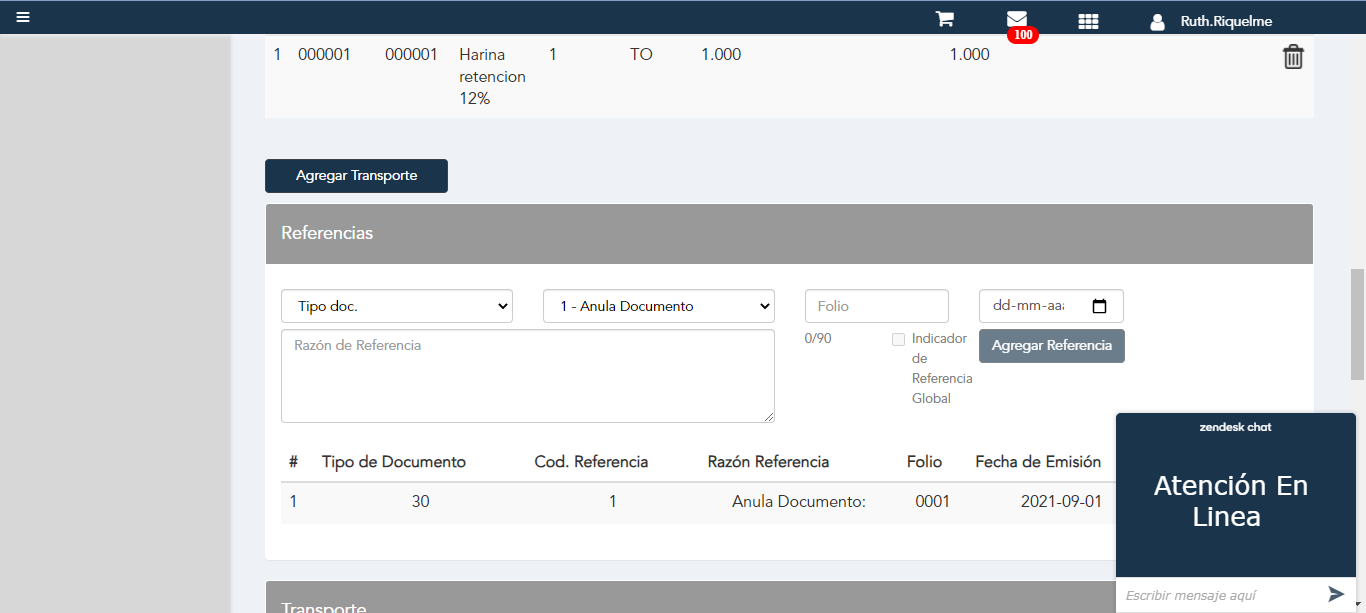 Ruth.Riquelme
100
1 000001 000001 Harina 1 TO 1.000 1.000
retencion
12%
Agregar Transporte
Referencias
Tipo doc. 1 - Anula Documento Folio dd-mm-aa
Razón de Referencia 0/90 Indicador Agregar Referencia
de
Referencia
Global
zendesk chat
# Tipo de Documento Cod. Referencia Razón Referencia Folio Fecha de Emisión
Atención En
1 30 1 Anula Documento: 0001 2021-09-01
Linea
Escribir mensaje aquí
Transporte